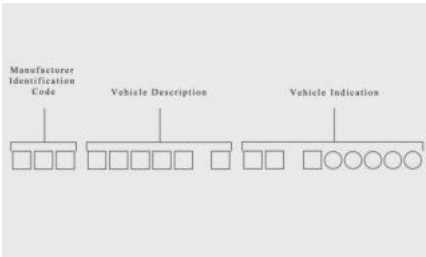 Manufacturer
Identification
Code
Vehicle Description
Vehicle Indication